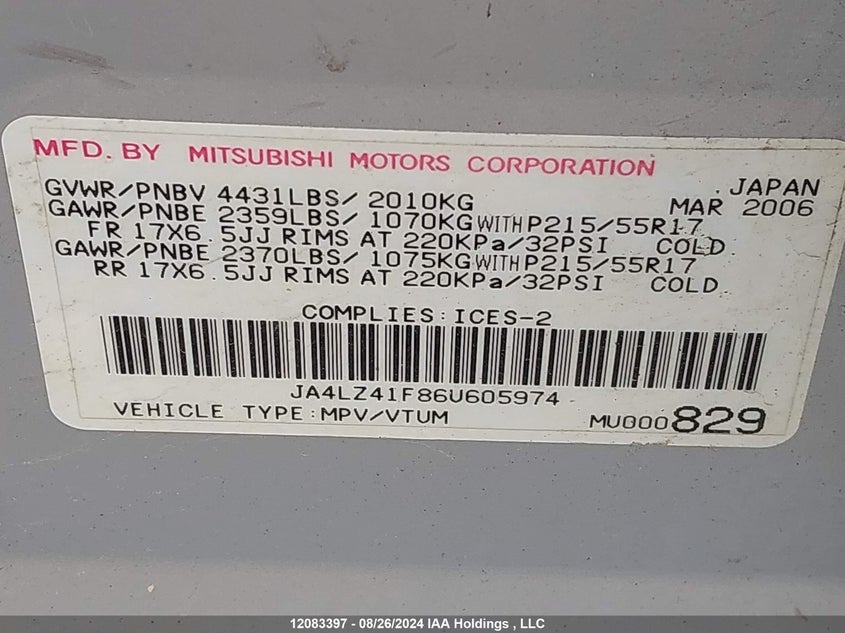 MFD. BY MITSUBISHI MOTORS CORPORATION
JAPAN
GVWR/PNBV 4431LBS/ 2010KG MAR 2006
GAWR/PNBE 2359LBS/ 1070KG WITH P215/55R17
FR 17X6.5JJ RIMS AT 220KPa/32PSI COLD
GAWR/PNBE 2370LBS/ 1075KG WITH P215/55R17
RR 17X6.5JJ RIMS AT 220KPa/32PSI COLD
COMPLIES:ICES-2
JA4LZ41F86U605974
VEHICLE TYPE:MPV/VTUM MU000829
12083397 - 08/26/2024 IAA Holdings , LLC